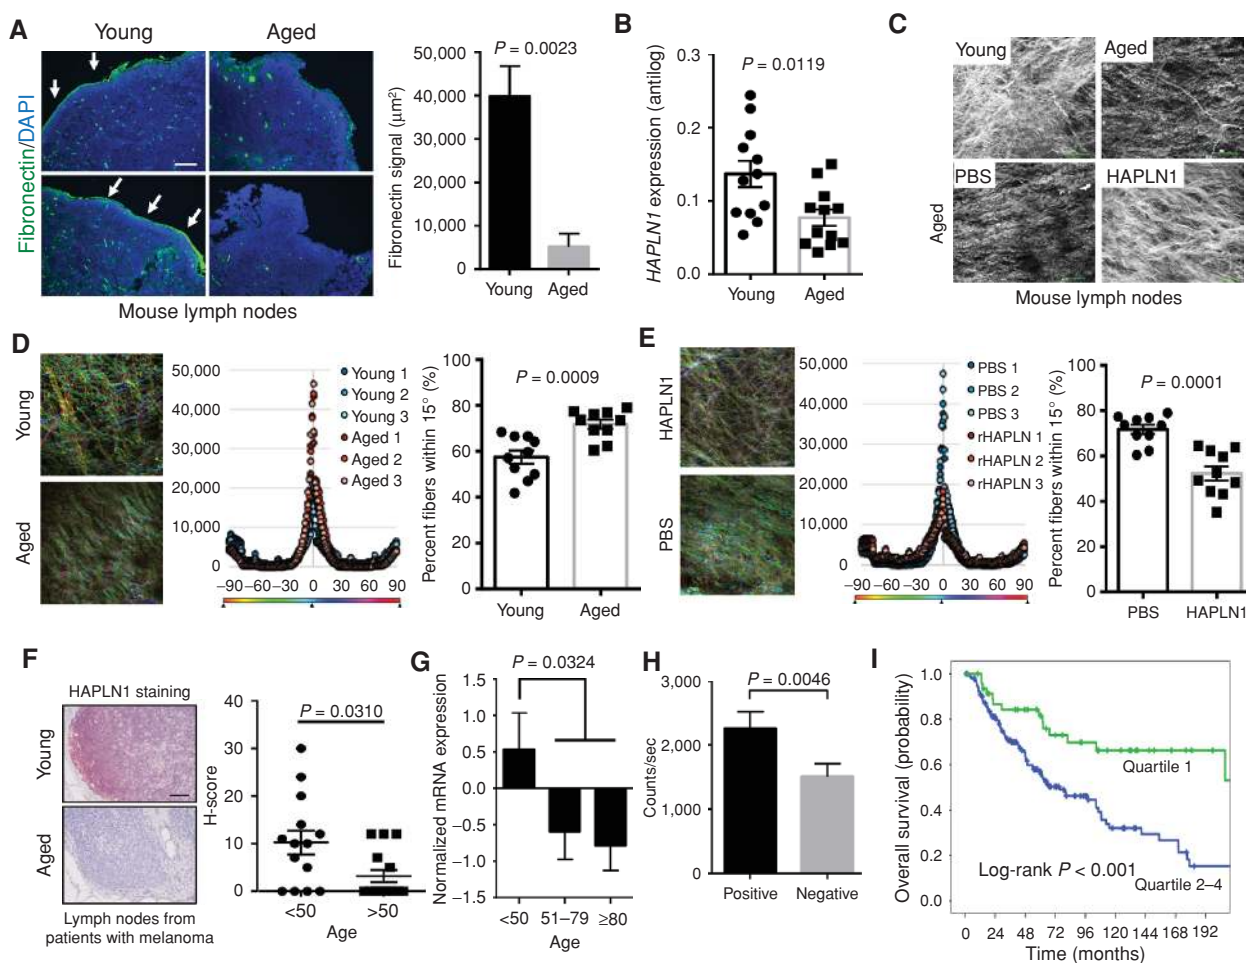 A
Young
Aged
Fibronectin/DAPI
Mouse lymph nodes
P = 0.0023
50,000
40,000
30,000
20,000
10,000
0
Fibronectin signal (µm²)
Young
Aged
B
P = 0.0119
0.3
0.2
0.1
0.0
HAPLN1 expression (antilog)
Young
Aged
C
Young
Aged
PBS
HAPLN1
Aged
Mouse lymph nodes
D
Young
Aged
50,000
40,000
30,000
20,000
10,000
0
–90
–60
–30
0
30
60
90
Young 1
Young 2
Young 3
Aged 1
Aged 2
Aged 3
P = 0.0009
100
80
60
40
20
0
Percent fibers within 15° (%)
Young
Aged
E
HAPLN1
PBS
50,000
40,000
30,000
20,000
10,000
0
–90
–60
–30
0
30
60
90
PBS 1
PBS 2
PBS 3
rHAPLN 1
rHAPLN 2
rHAPLN 3
P = 0.0001
100
80
60
40
20
0
Percent fibers within 15° (%)
PBS
HAPLN1
F
HAPLN1 staining
Young
Aged
Lymph nodes from
patients with melanoma
P = 0.0310
40
30
20
10
0
H-score
<50
>50
Age
G
P = 0.0324
1.5
1.0
0.5
0.0
–0.5
–1.0
–1.5
Normalized mRNA expression
<50
51–79
≥80
Age
H
P = 0.0046
3,000
2,000
1,000
0
Counts/sec
Positive
Negative
I
1.0
0.8
0.6
0.4
0.2
0.0
Overall survival (probability)
Quartile 1
Quartile 2–4
Log-rank P < 0.001
0
24
48
72
96
120
144
168
192
Time (months)